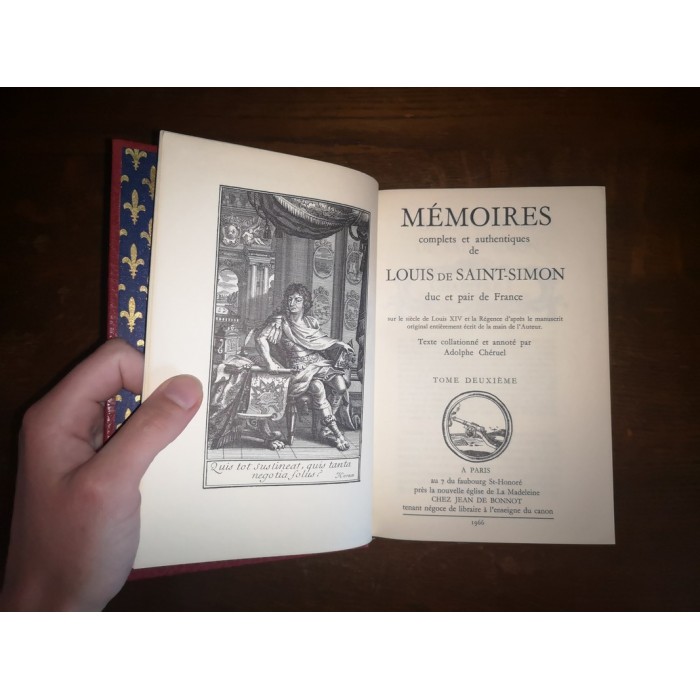 Quis tot sustineat, quis tanta
negotia solus?
MÉMOIRES
complets et authentiques
de
LOUIS DE SAINT-SIMON
duc et pair de France
sur le siècle de Louis XIV et la Régence d'après le manuscrit
original entièrement écrit de la main de l'Auteur.
Texte collationné et annoté par
Adolphe Chéruel
TOME DEUXIÈME
A PARIS
au 7 du faubourg St-Honoré
près la nouvelle église de La Madeleine
CHEZ JEAN DE BONNOT
tenant négoce de libraire à l'enseigne du canon
1966